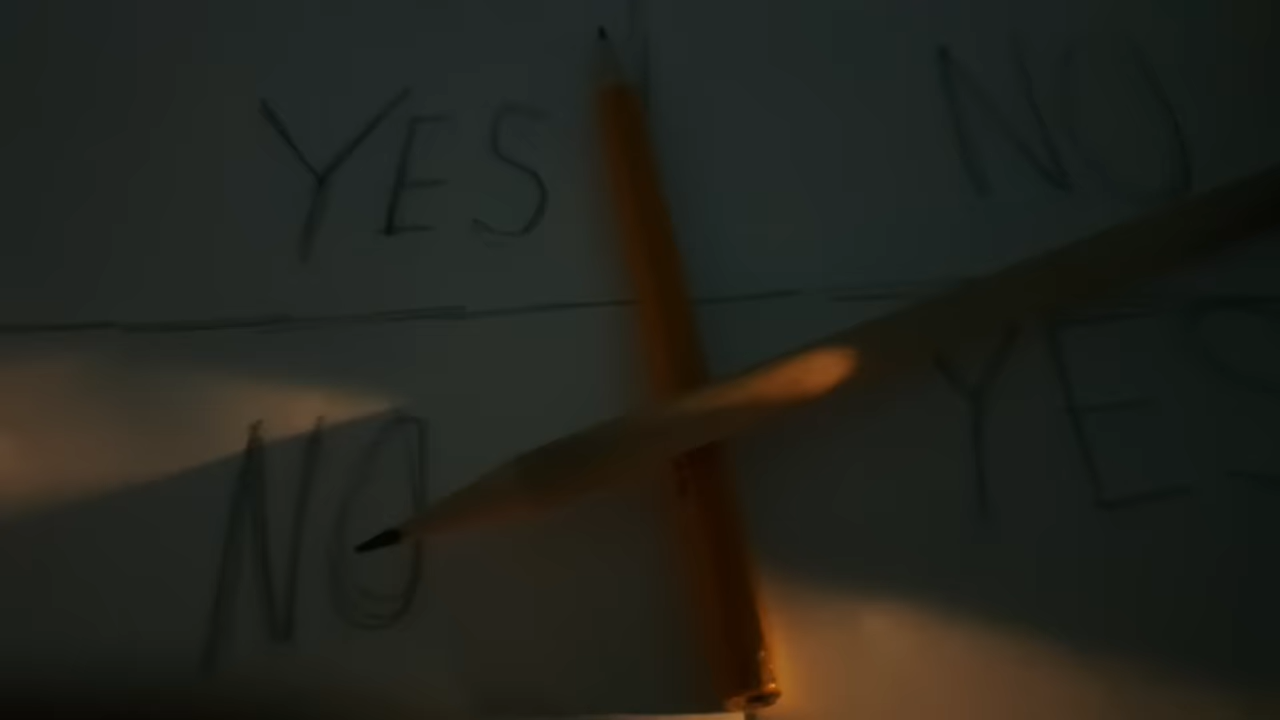 YES NO
NO YES